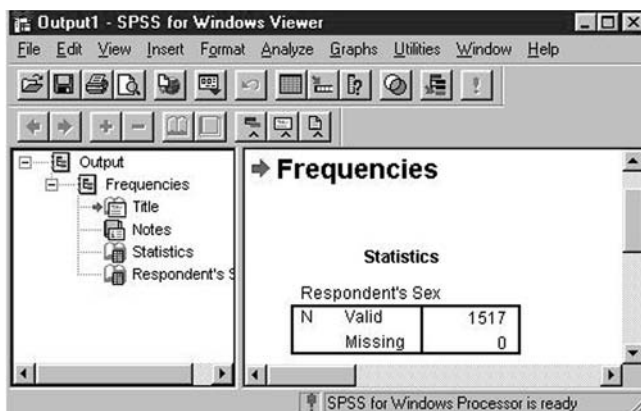 Output1 - SPSS for Windows Viewer
File Edit View Insert Format Analyze Graphs Utilities Window Help
Output
Frequencies
Title
Notes
Statistics
Respondent's S
Frequencies
Statistics
Respondent's Sex
N Valid 1517
Missing 0
SPSS for Windows Processor is ready